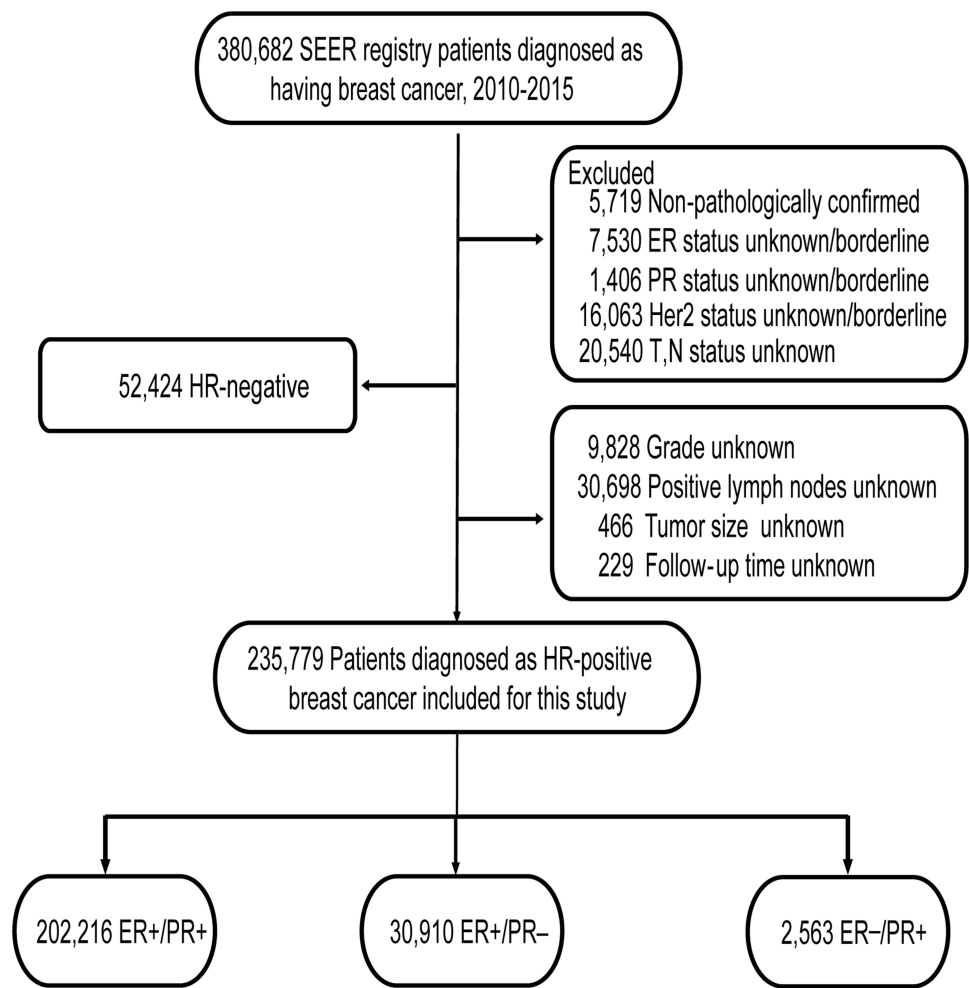 380,682 SEER registry patients diagnosed as
having breast cancer, 2010-2015
Excluded
5,719 Non-pathologically confirmed
7,530 ER status unknown/borderline
1,406 PR status unknown/borderline
16,063 Her2 status unknown/borderline
20,540 T,N status unknown
52,424 HR-negative
9,828 Grade unknown
30,698 Positive lymph nodes unknown
466 Tumor size unknown
229 Follow-up time unknown
235,779 Patients diagnosed as HR-positive
breast cancer included for this study
202,216 ER+/PR+
30,910 ER+/PR–
2,563 ER–/PR+